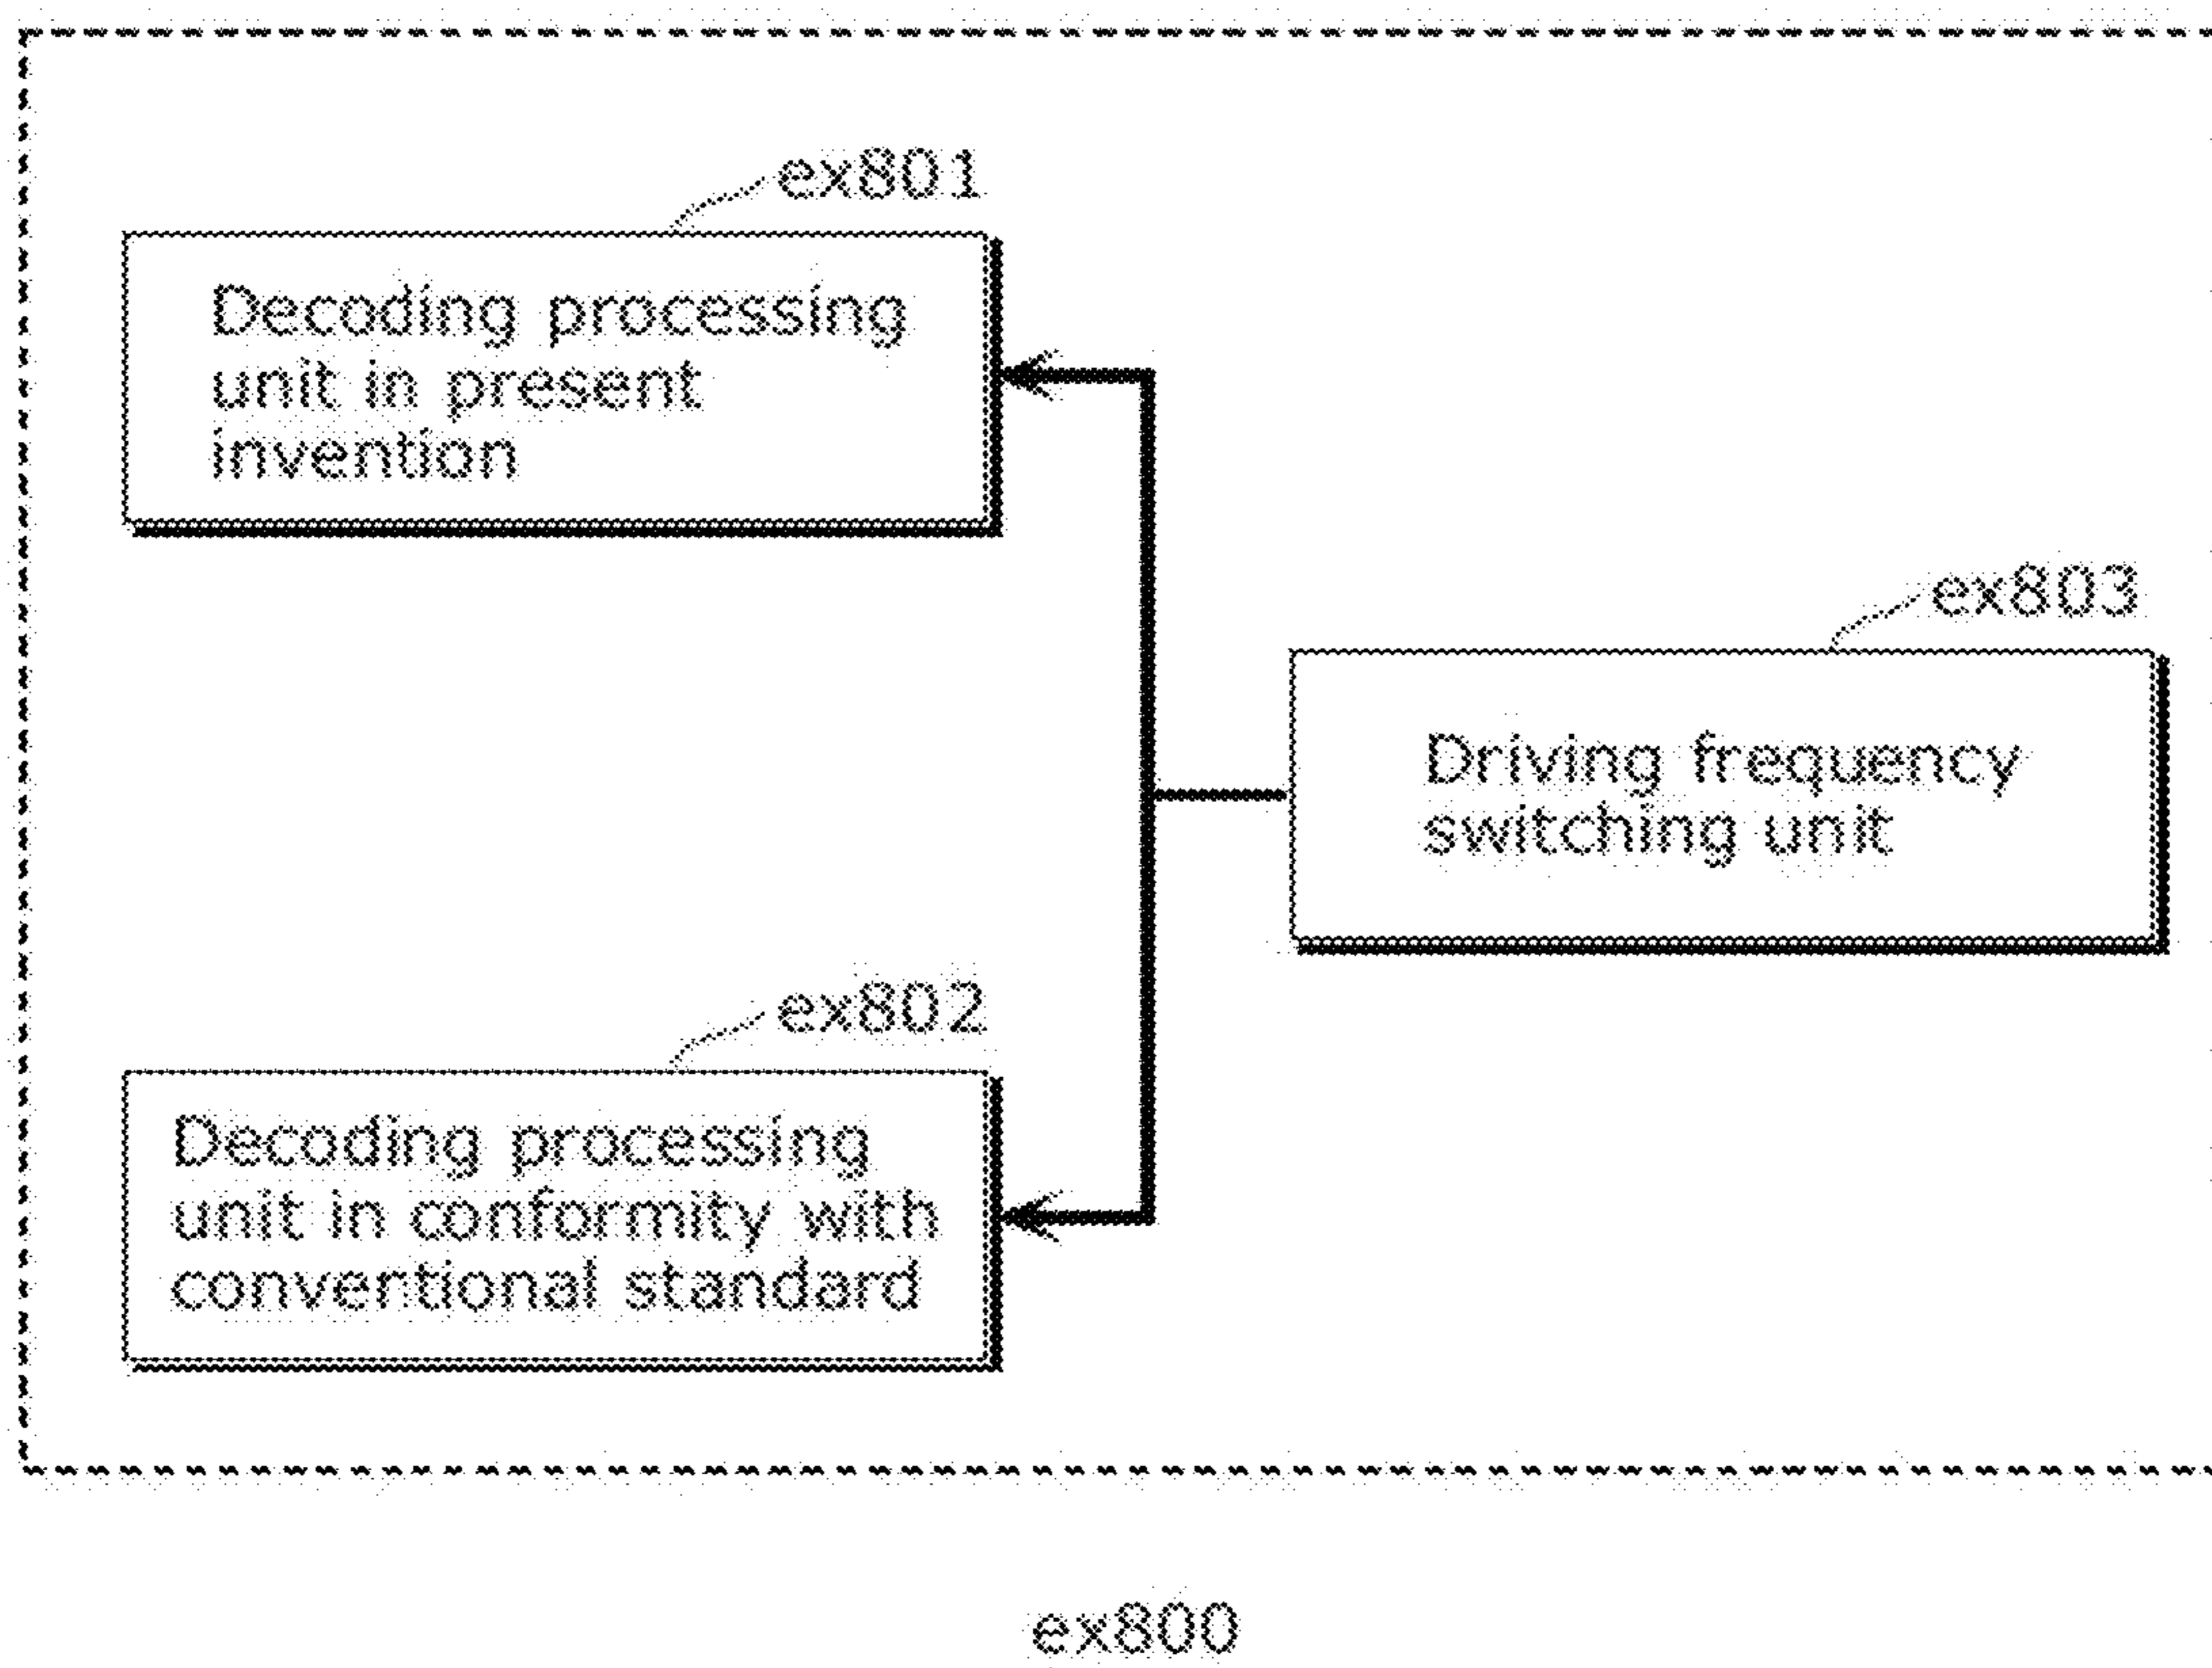 ex801
Decoding processing
unit in present
invention
ex803
Driving frequency
switching unit
ex802
Decoding processing
unit in conformity with
conventional standard
ex800